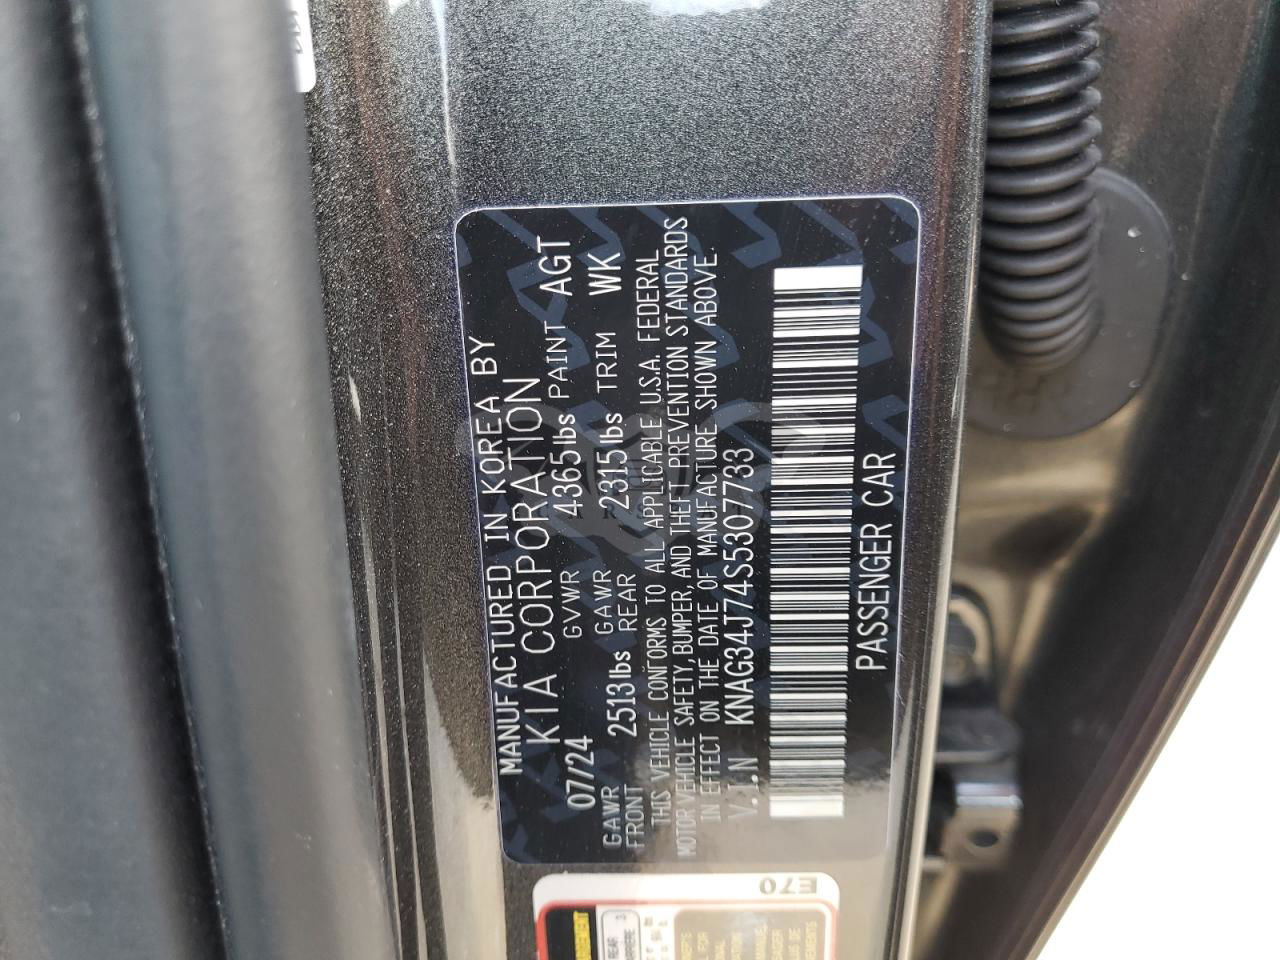 MANUFACTURED IN KOREA BY
KIA CORPORATION
07/24 GVWR 4365lbs PAINT AGT
GAWR FRONT 2513lbs GAWR REAR 2315lbs TRIM WK
THIS VEHICLE CONFORMS TO ALL APPLICABLE U.S.A. FEDERAL
MOTOR VEHICLE SAFETY, BUMPER, AND THEFT PREVENTION STANDARDS
IN EFFECT ON THE DATE OF MANUFACTURE SHOWN ABOVE.
V.I.N KNAG34J74S5307733
PASSENGER CAR
E70
REAR
3